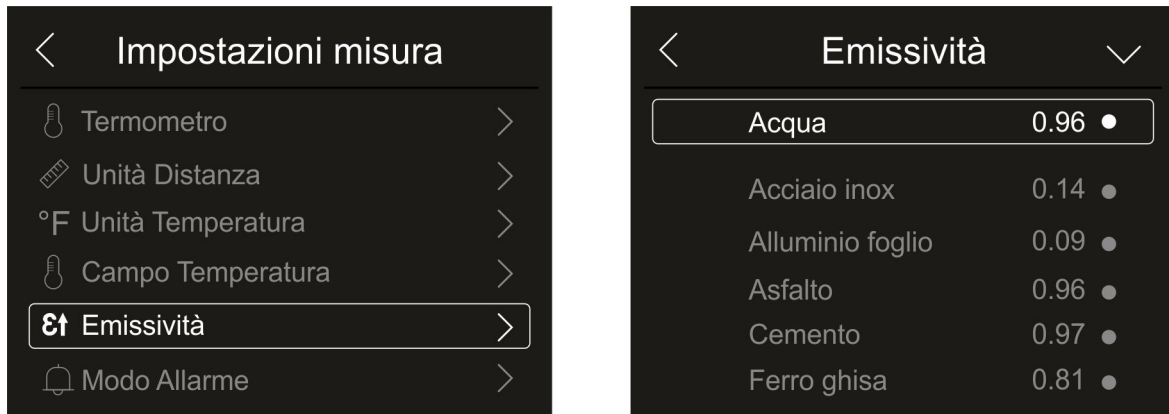 Impostazioni misura
Termometro
Unità Distanza
°F Unità Temperatura
Campo Temperatura
Ɛ↑ Emissività
Modo Allarme
Emissività
Acqua 0.96
Acciaio inox 0.14
Alluminio foglio 0.09
Asfalto 0.96
Cemento 0.97
Ferro ghisa 0.81